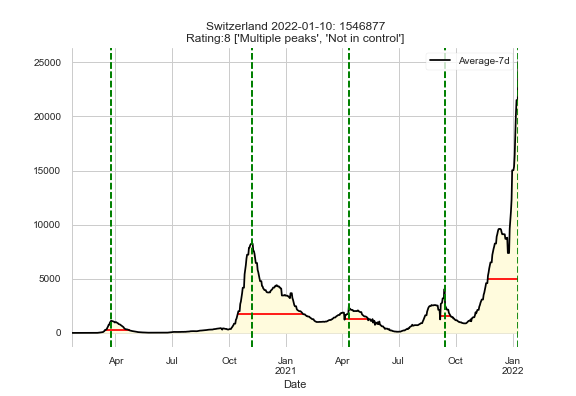 Switzerland 2022-01-10: 1546877
Rating:8 ['Multiple peaks', 'Not in control']
Average-7d
25000
20000
15000
10000
5000
0
Apr Jul Oct Jan Apr Jul Oct Jan
2021 2022
Date